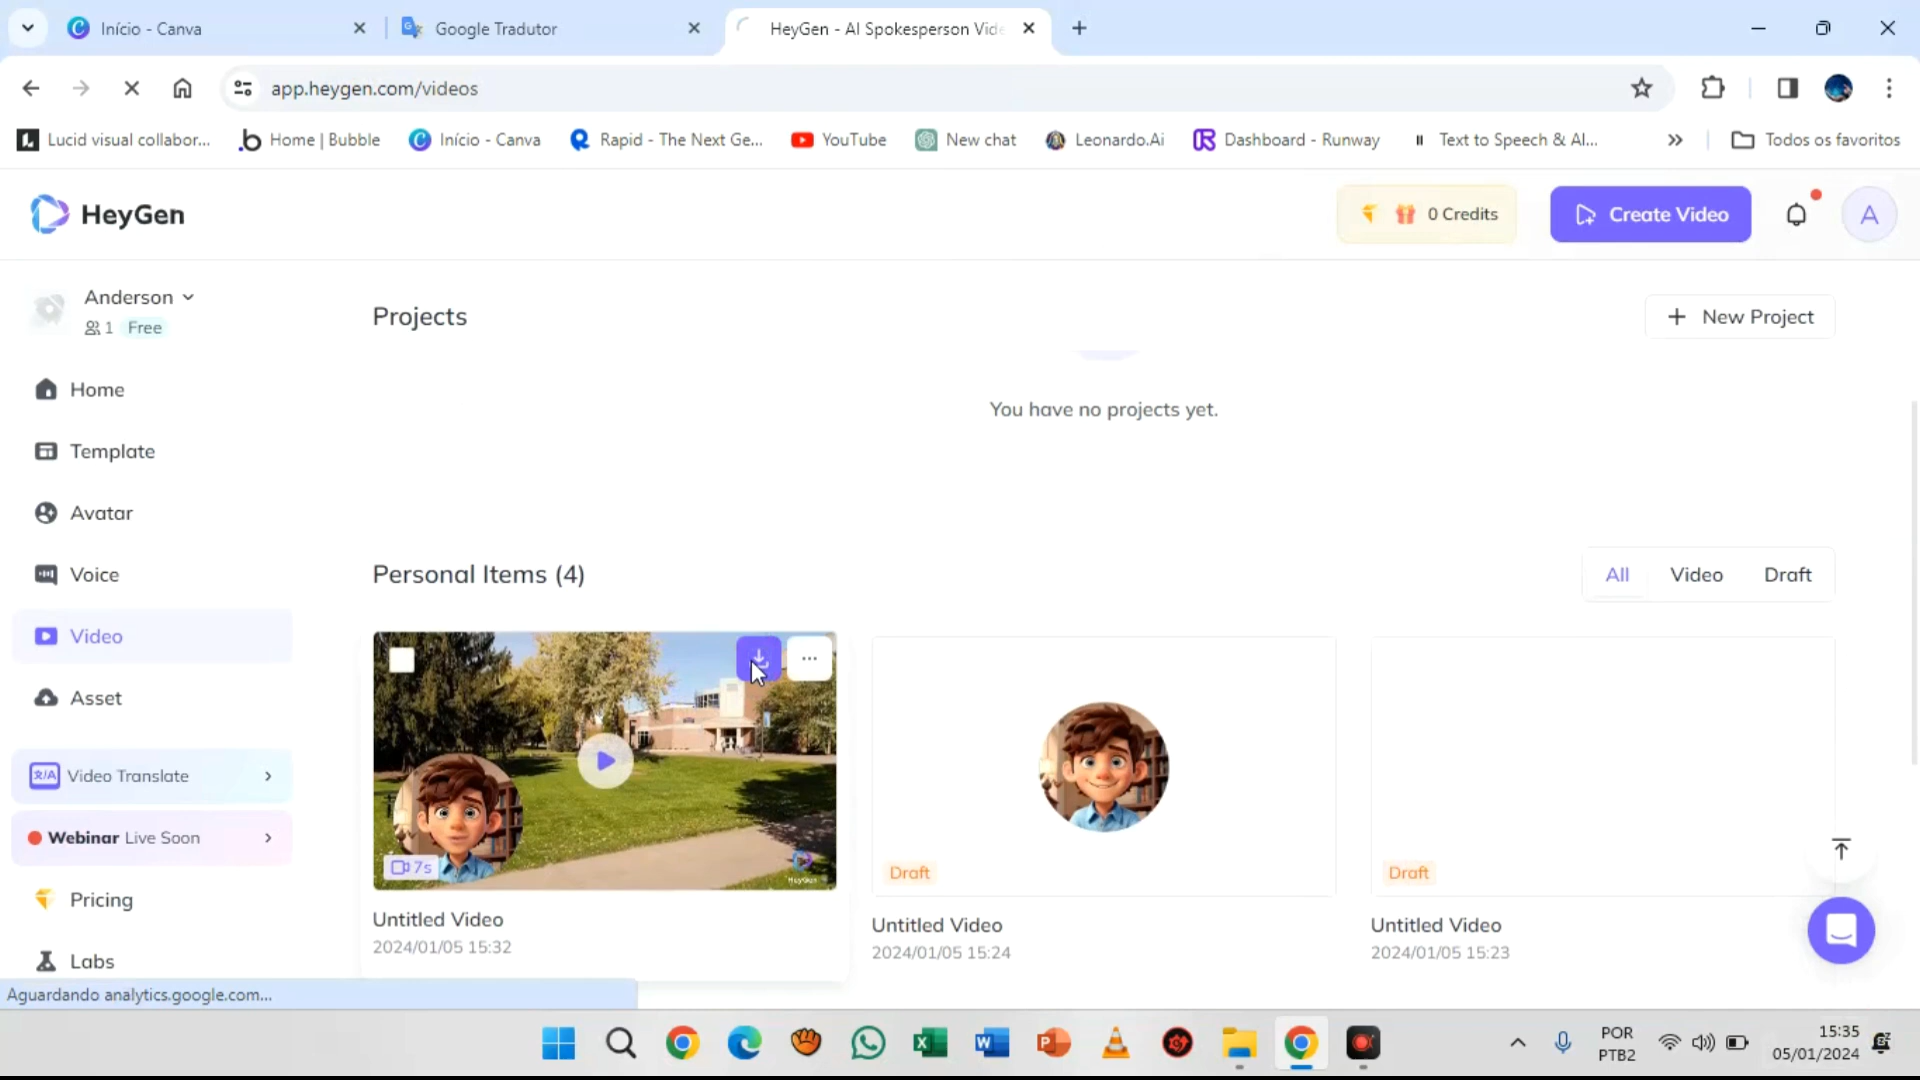 Início - Canva
Google Tradutor
HeyGen - AI Spokesperson Vide
app.heygen.com/videos
Lucid visual collabor...
Home | Bubble
Início - Canva
Rapid - The Next Ge...
YouTube
New chat
Leonardo.Ai
Dashboard - Runway
Text to Speech & AI...
Todos os favoritos
HeyGen
0 Credits
Create Video
A
Anderson
1 Free
Projects
New Project
Home
You have no projects yet.
Template
Avatar
Voice
Personal Items (4)
All Video Draft
Video
Asset
Video Translate
Webinar Live Soon
7s
HeyGen
Draft
Draft
Pricing
Untitled Video
2024/01/05 15:32
Untitled Video
2024/01/05 15:24
Untitled Video
2024/01/05 15:23
Labs
Aguardando analytics.google.com...
POR
PTB2
15:35
05/01/2024